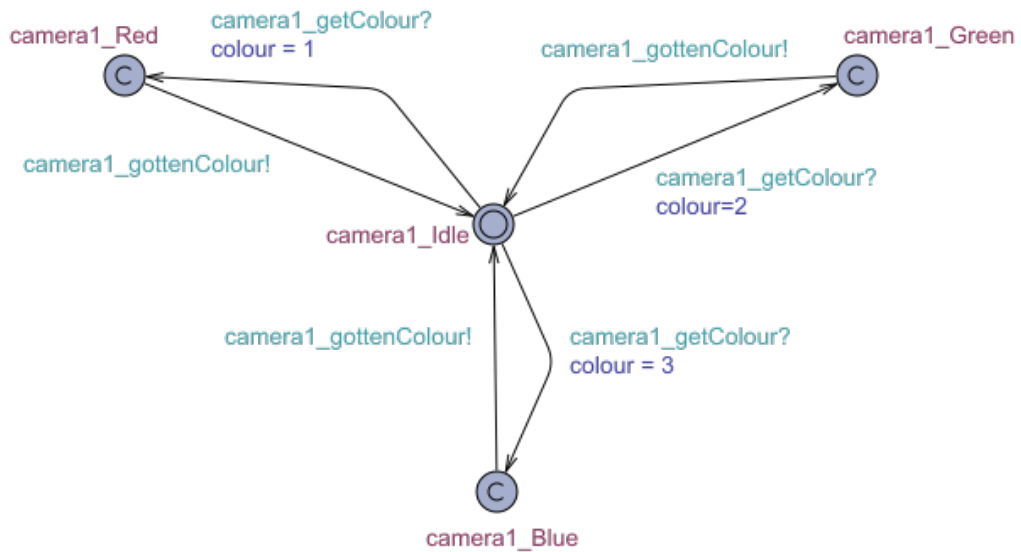 camera1_Red
camera1_getColour?
colour = 1
camera1_gottenColour!
camera1_Green
C
C
camera1_gottenColour!
camera1_getColour?
colour=2
camera1_Idle
camera1_gottenColour!
camera1_getColour?
colour = 3
C
camera1_Blue